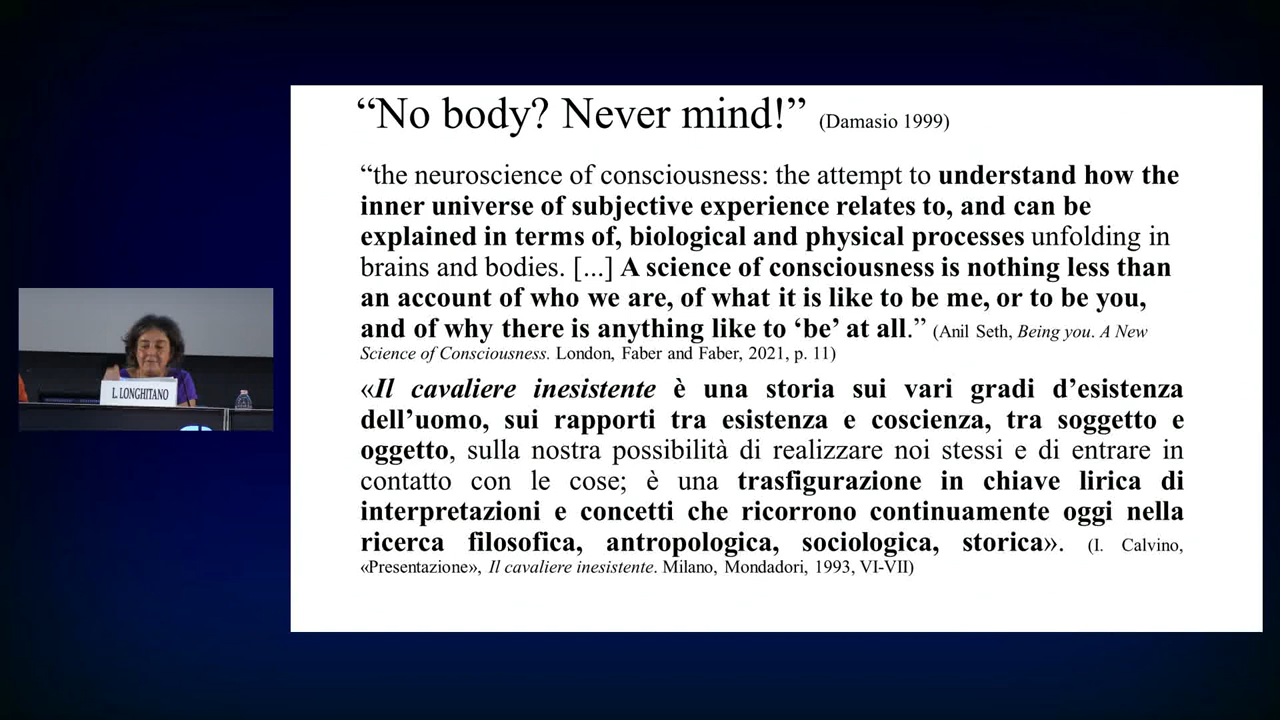 “No body? Never mind!” (Damasio 1999)
“the neuroscience of consciousness: the attempt to understand how the
inner universe of subjective experience relates to, and can be
explained in terms of, biological and physical processes unfolding in
brains and bodies. [...] A science of consciousness is nothing less than
an account of who we are, of what it is like to be me, or to be you,
and of why there is anything like to ‘be’ at all.” (Anil Seth, Being you. A New
Science of Consciousness. London, Faber and Faber, 2021, p. 11)
«Il cavaliere inesistente è una storia sui vari gradi d’esistenza
dell’uomo, sui rapporti tra esistenza e coscienza, tra soggetto e
oggetto, sulla nostra possibilità di realizzare noi stessi e di entrare in
contatto con le cose; è una trasfigurazione in chiave lirica di
interpretazioni e concetti che ricorrono continuamente oggi nella
ricerca filosofica, antropologica, sociologica, storica». (I. Calvino,
«Presentazione», Il cavaliere inesistente. Milano, Mondadori, 1993, VI-VII)
L. LONGHITANO